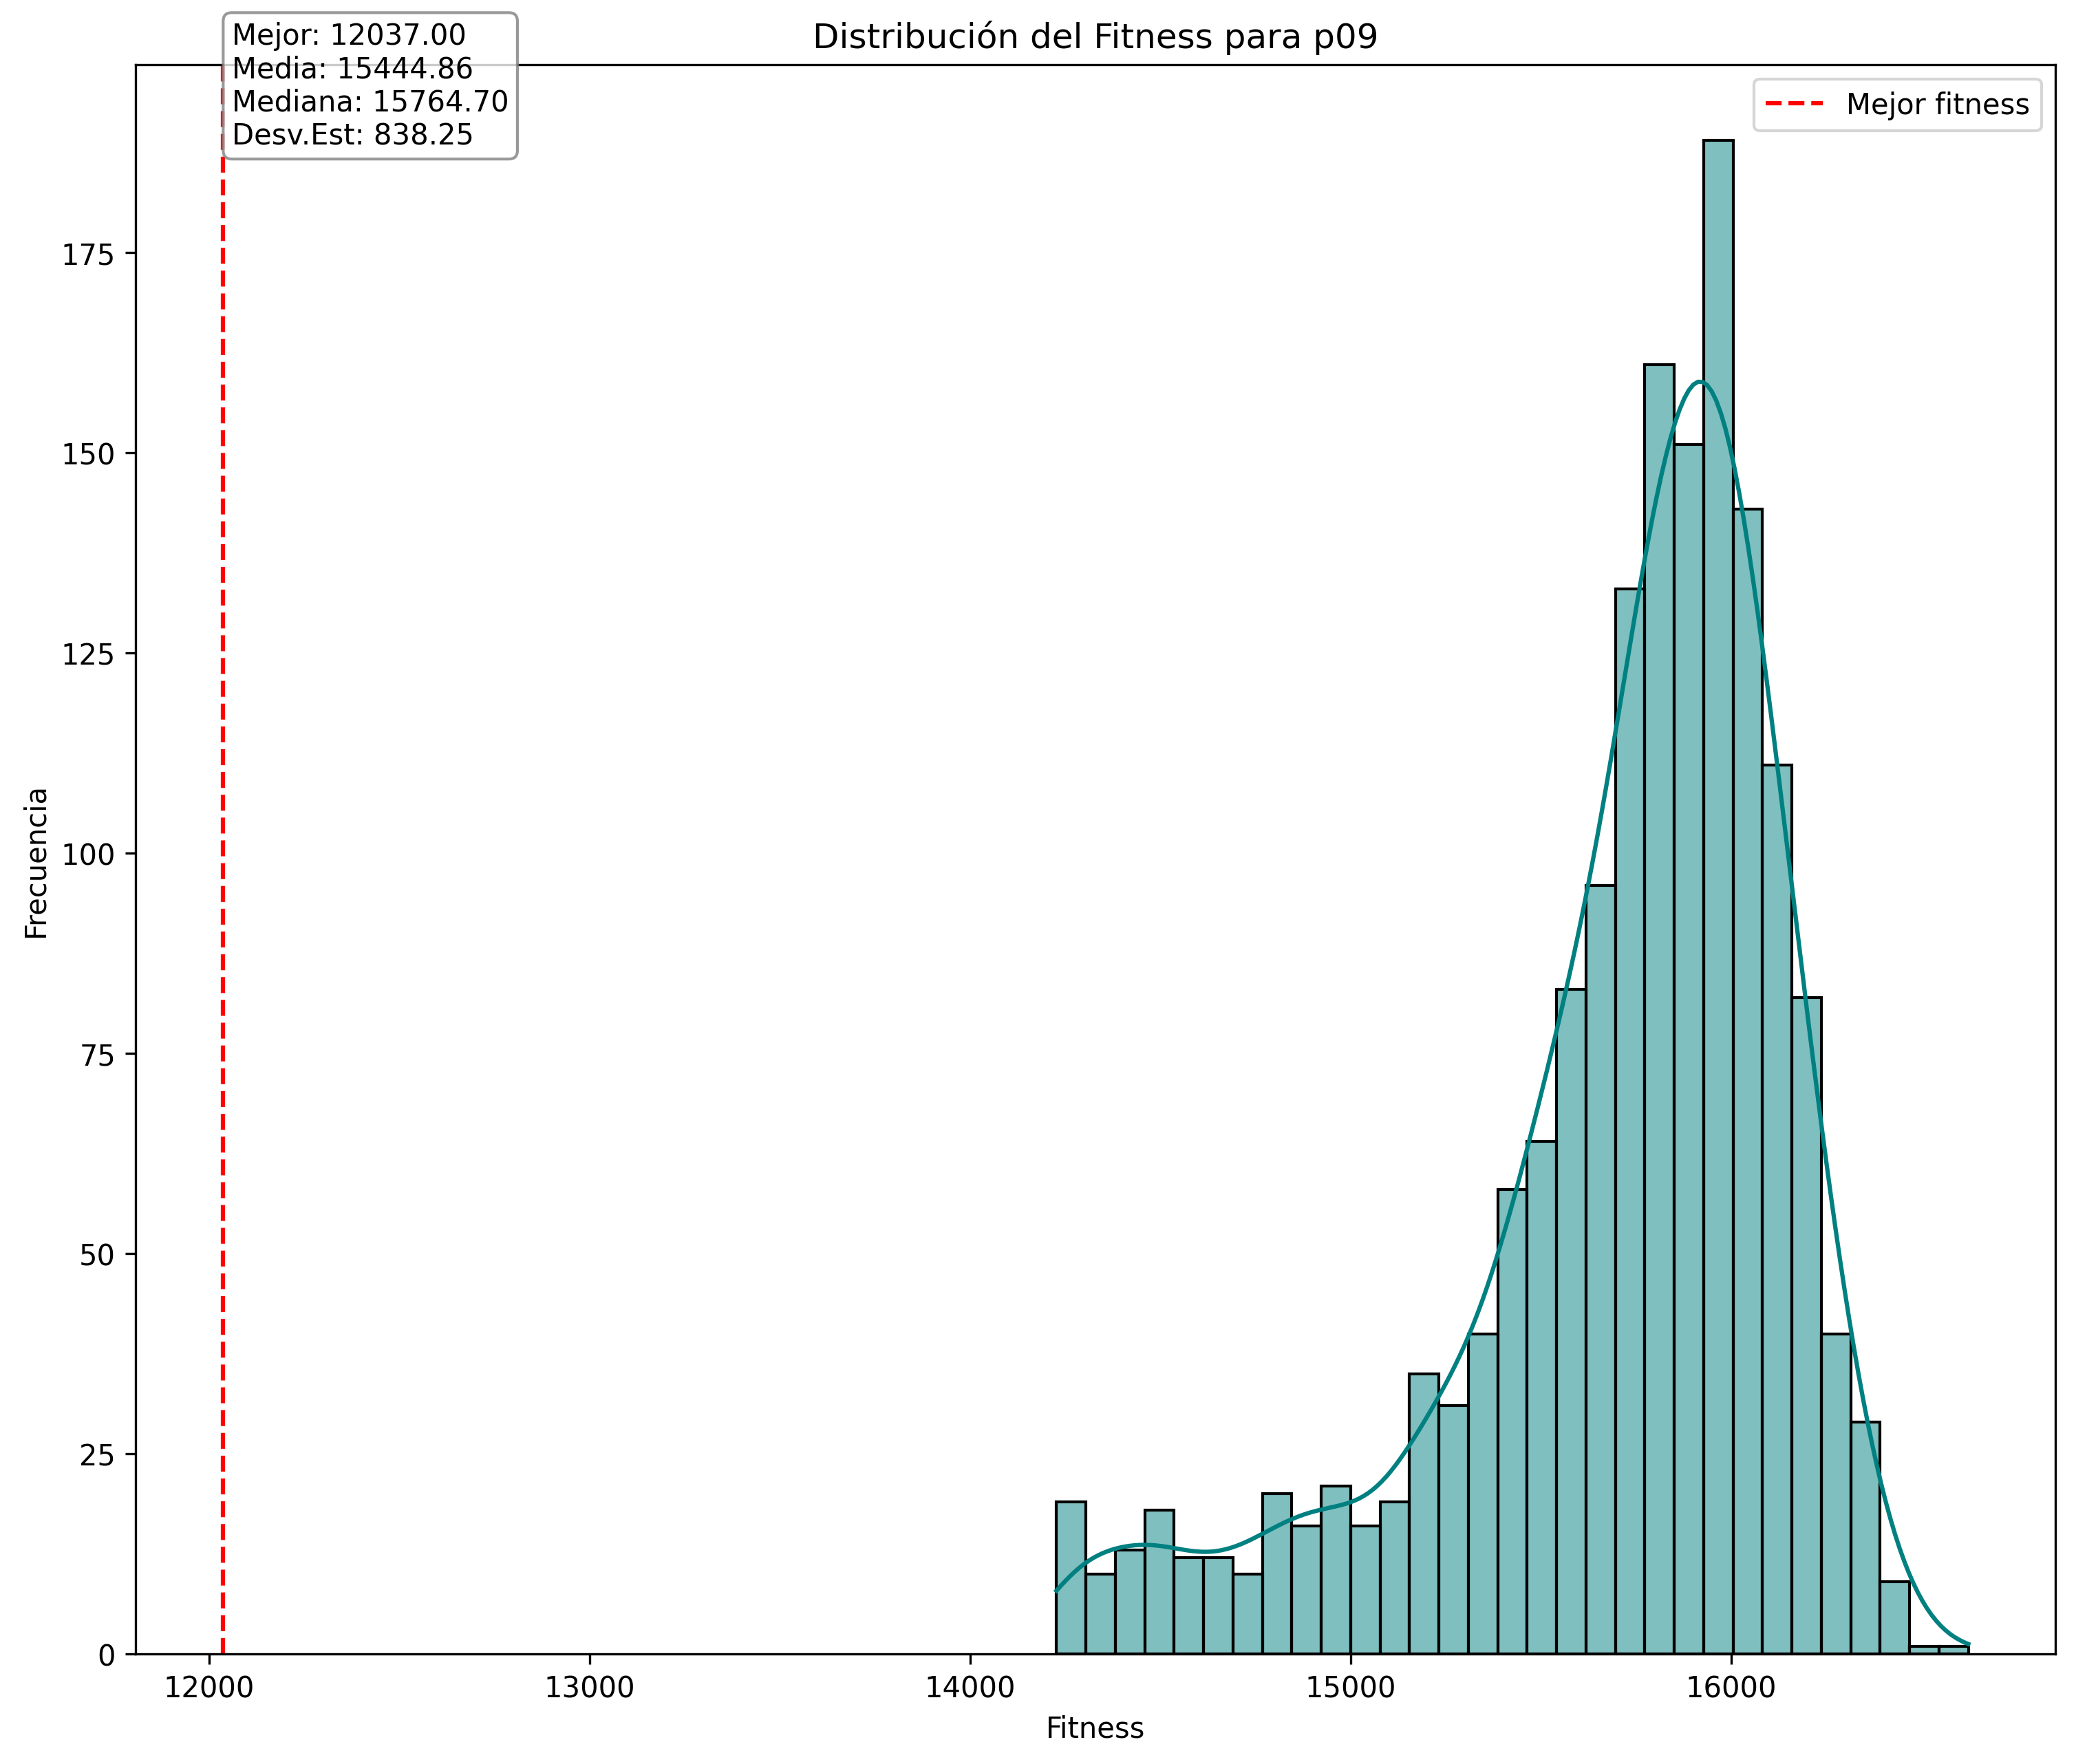 Distribución del Fitness para p09
Mejor: 12037.00
Media: 15444.86
Mediana: 15764.70
Desv.Est: 838.25
Mejor fitness
Frecuencia
175
150
125
100
75
50
25
0
12000 13000 14000 15000 16000
Fitness